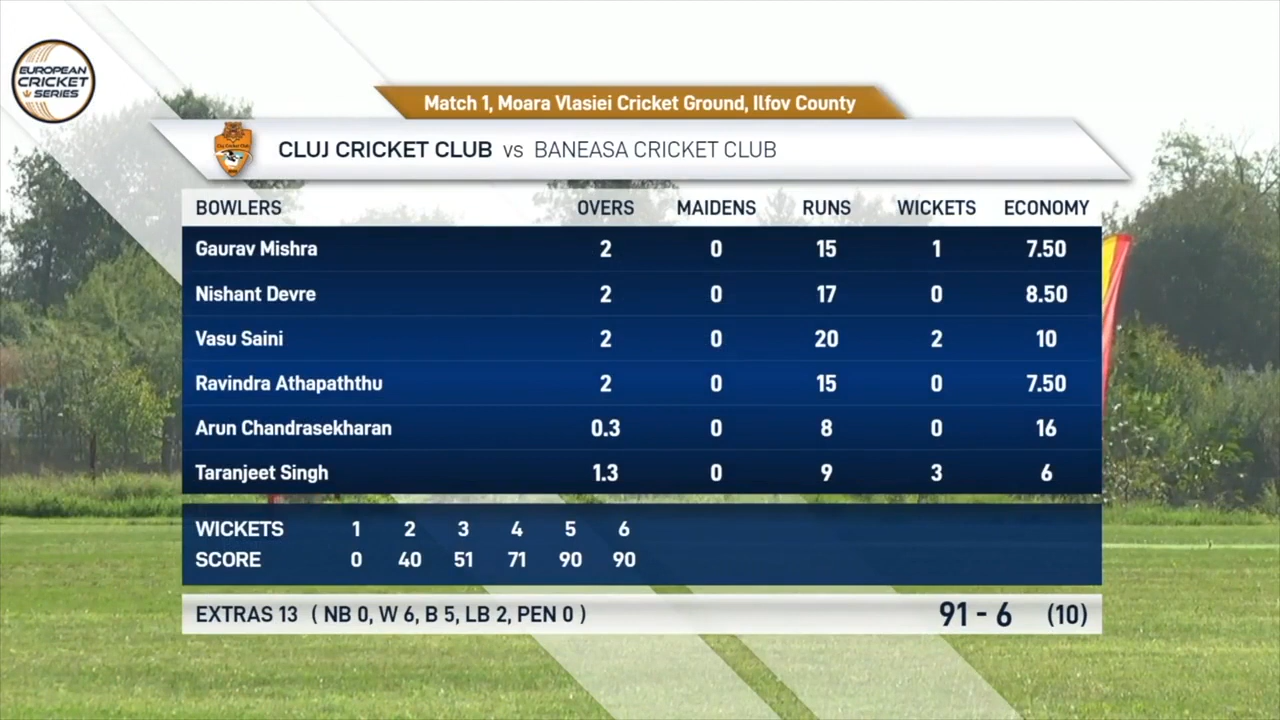 EUROPEAN
CRICKET
SERIES
Match 1, Moara Vlasiei Cricket Ground, Ilfov County
Cluj Cricket Club
CLUJ CRICKET CLUB vs BANEASA CRICKET CLUB
BOWLERS OVERS MAIDENS RUNS WICKETS ECONOMY
Gaurav Mishra 2 0 15 1 7.50
Nishant Devre 2 0 17 0 8.50
Vasu Saini 2 0 20 2 10
Ravindra Athapaththu 2 0 15 0 7.50
Arun Chandrasekharan 0.3 0 8 0 16
Taranjeet Singh 1.3 0 9 3 6
WICKETS 1 2 3 4 5 6
SCORE 0 40 51 71 90 90
EXTRAS 13 ( NB 0, W 6, B 5, LB 2, PEN 0 ) 91 - 6 (10)